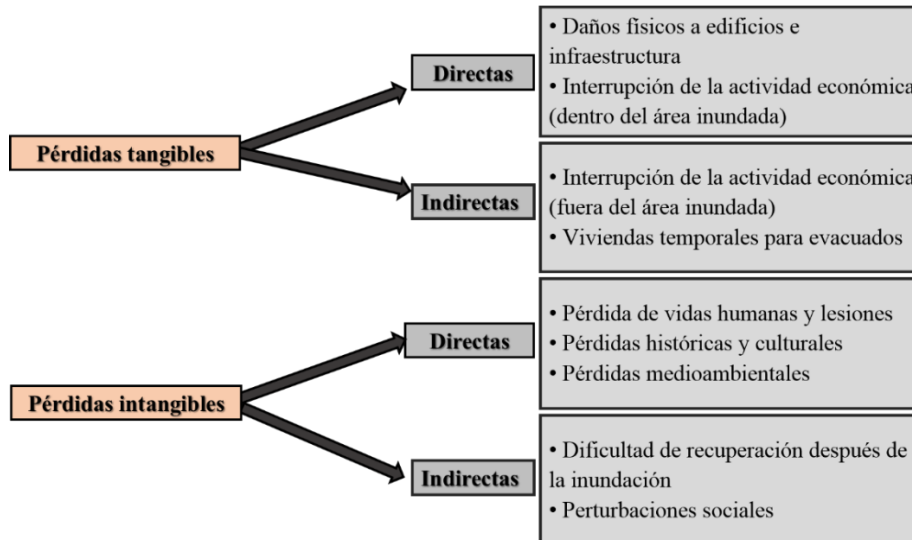 Pérdidas tangibles
Directas
• Daños físicos a edificios e
infraestructura
• Interrupción de la actividad económica
(dentro del área inundada)
Indirectas
• Interrupción de la actividad económica
(fuera del área inundada)
• Viviendas temporales para evacuados
Pérdidas intangibles
Directas
• Pérdida de vidas humanas y lesiones
• Pérdidas históricas y culturales
• Pérdidas medioambientales
Indirectas
• Dificultad de recuperación después de
la inundación
• Perturbaciones sociales